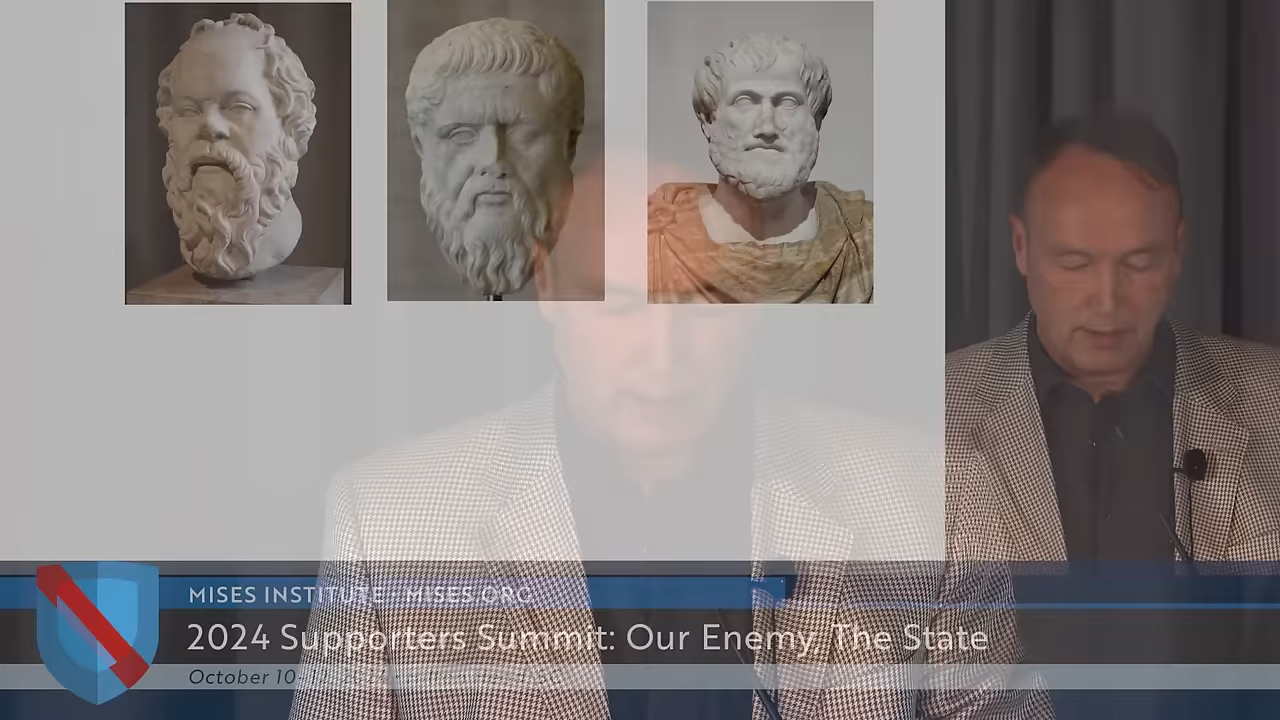 MISES INSTITUTE · MISES.ORG
2024 Supporters Summit: Our Enemy, The State
October 10